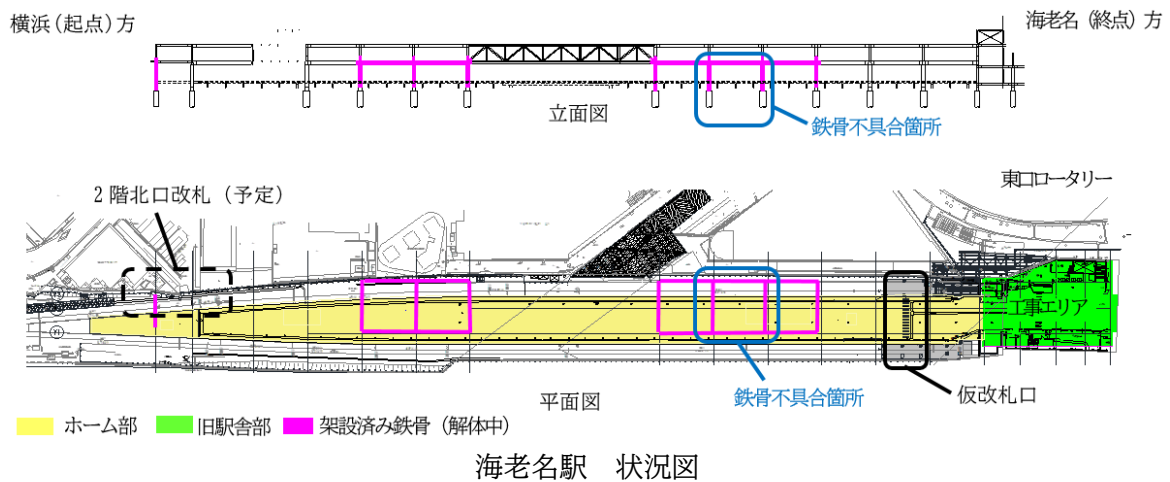 横浜(起点)方
海老名(終点)方
立面図
鉄骨不具合箇所
東口ロータリー
2階北口改札(予定)
工事エリア
平面図
鉄骨不具合箇所
仮改札口
ホーム部
旧駅舎部
架設済み鉄骨(解体中)
海老名駅 状況図